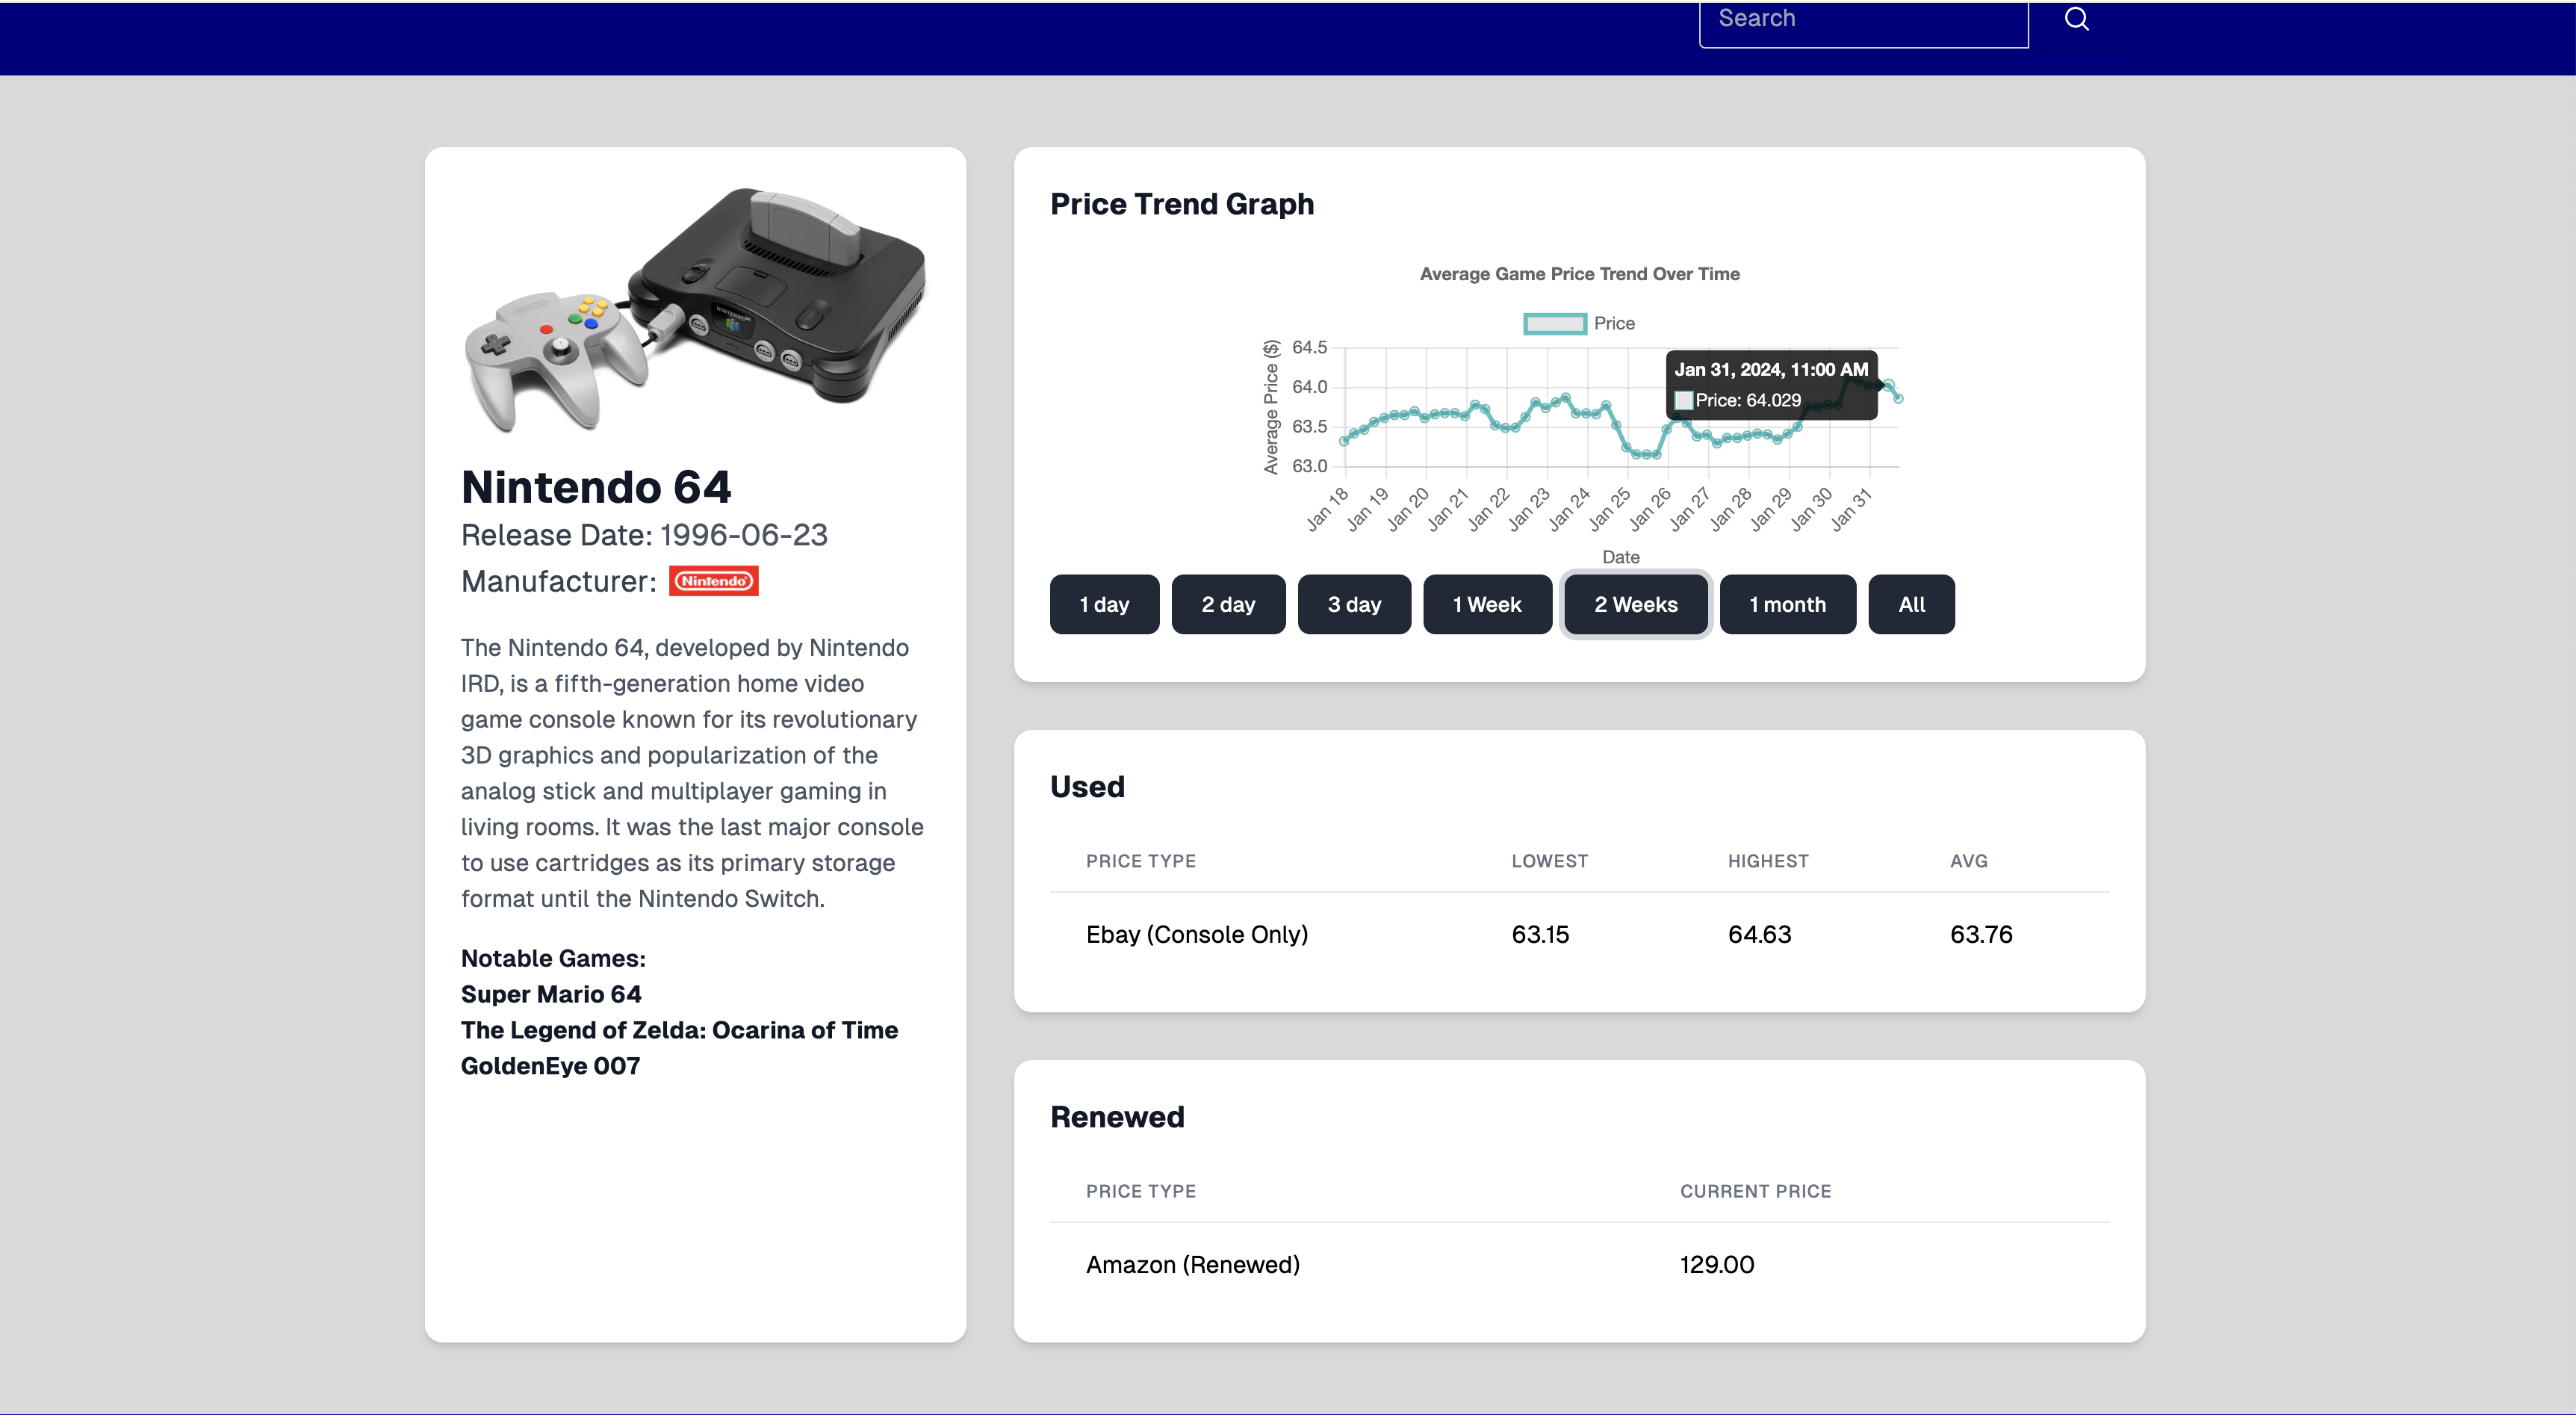 Search
Nintendo 64
Release Date: 1996-06-23
Manufacturer: Nintendo
The Nintendo 64, developed by Nintendo
IRD, is a fifth-generation home video
game console known for its revolutionary
3D graphics and popularization of the
analog stick and multiplayer gaming in
living rooms. It was the last major console
to use cartridges as its primary storage
format until the Nintendo Switch.
Notable Games:
Super Mario 64
The Legend of Zelda: Ocarina of Time
GoldenEye 007
Price Trend Graph
Average Game Price Trend Over Time
Price
Average Price ($)
64.5
64.0
63.5
63.0
Jan 31, 2024, 11:00 AM
Price: 64.029
Jan 18
Jan 19
Jan 20
Jan 21
Jan 22
Jan 23
Jan 24
Jan 25
Jan 26
Jan 27
Jan 28
Jan 29
Jan 30
Jan 31
Date
1 day 2 day 3 day 1 Week 2 Weeks 1 month All
Used
PRICE TYPE LOWEST HIGHEST AVG
Ebay (Console Only) 63.15 64.63 63.76
Renewed
PRICE TYPE CURRENT PRICE
Amazon (Renewed) 129.00